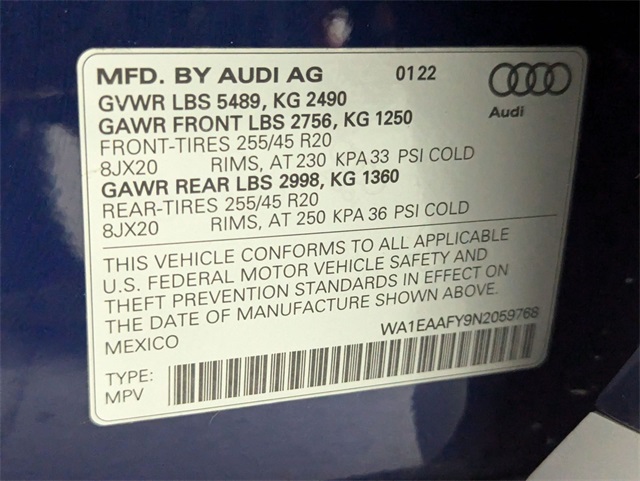 MFD. BY AUDI AG 0122
GVWR LBS 5489, KG 2490
Audi
GAWR FRONT LBS 2756, KG 1250
FRONT-TIRES 255/45 R20
8JX20 RIMS, AT 230 KPA 33 PSI COLD
GAWR REAR LBS 2998, KG 1360
REAR-TIRES 255/45 R20
8JX20 RIMS, AT 250 KPA 36 PSI COLD
THIS VEHICLE CONFORMS TO ALL APPLICABLE
U.S. FEDERAL MOTOR VEHICLE SAFETY AND
THEFT PREVENTION STANDARDS IN EFFECT ON
THE DATE OF MANUFACTURE SHOWN ABOVE.
MEXICO WA1EAAFY9N2059768
TYPE:
MPV